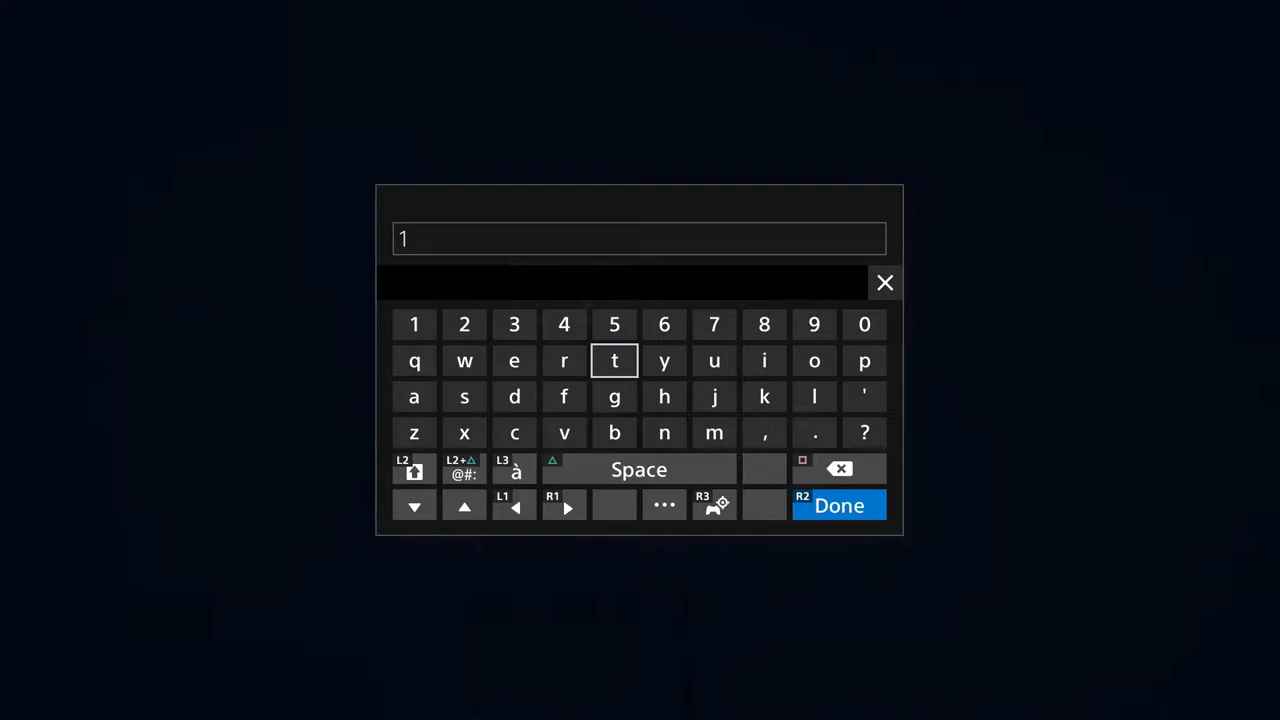 1
1 2 3 4 5 6 7 8 9 0
q w e r t y u i o p
a s d f g h j k l '
z x c v b n m , . ?
L2 L2+△ @#: L3 à △ Space
L1 R1 ... R3 R2 Done